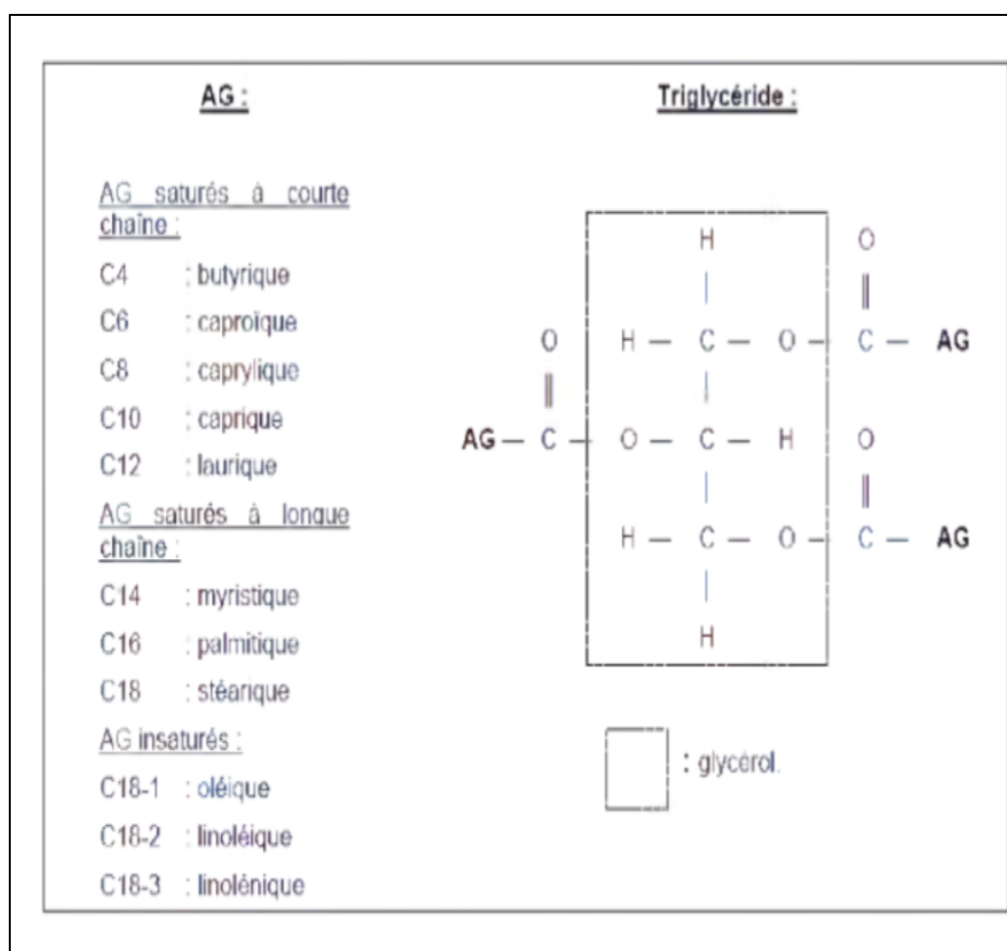 AG :
AG saturés à courte
chaîne :
C4 : butyrique
C6 : caproïque
C8 : caprylique
C10 : caprique
C12 : laurique
AG saturés à longue
chaîne :
C14 : myristique
C16 : palmitique
C18 : stéarique
AG insaturés :
C18-1 : oléique
C18-2 : linoléique
C18-3 : linolénique
Triglycéride :
H O
| ||
O H — C — O — C — AG
|| |
AG — C — O — C — H O
| ||
H — C — O — C — AG
|
H
: glycérol.